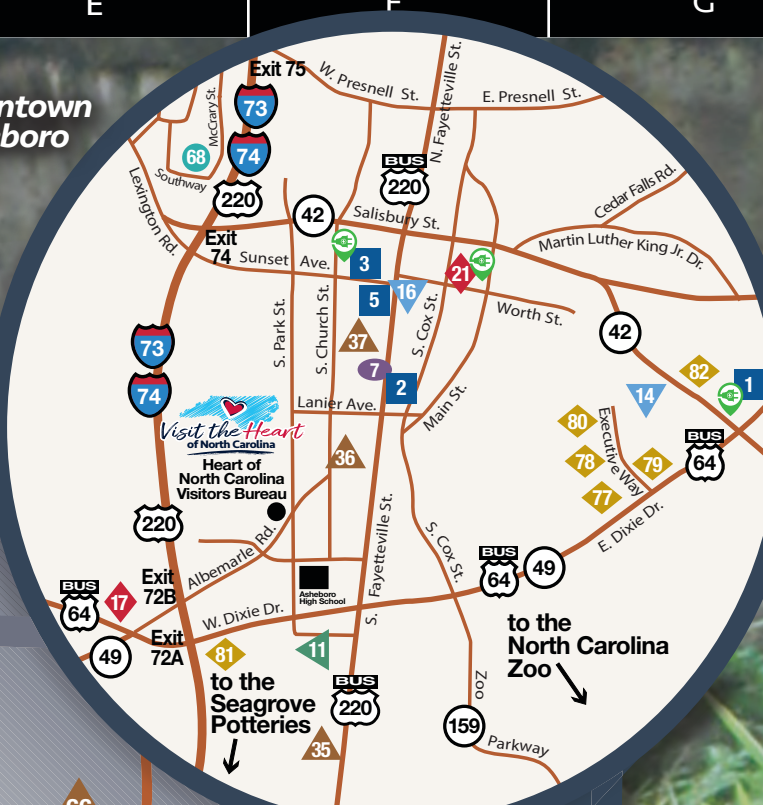 E
F
G
ntown
boro
Exit 75
W. Presnell St.
E. Presnell St.
N. Fayetteville St.
McCrary St.
73
74
68
Southway
220
BUS
220
Lexington Rd.
42
Salisbury St.
Cedar Falls Rd.
Martin Luther King Jr. Dr.
Exit
74
Sunset Ave.
3
21
5
16
Worth St.
S. Park St.
S. Church St.
S. Cox St.
37
42
73
74
7
2
82
1
14
Lanier Ave.
Main St.
Visit the Heart
of North Carolina
Heart of
North Carolina
Visitors Bureau
36
80
78
79
77
Executive Way
BUS
64
E. Dixie Dr.
220
Albemarle Rd.
S. Fayetteville St.
S. Cox St.
BUS
64
49
Exit
72B
BUS
64
17
Asheboro
High School
W. Dixie Dr.
Exit
72A
49
81
11
to the
North Carolina
Zoo
to the
Seagrove
Potteries
BUS
220
35
Zoo
159
Parkway
66